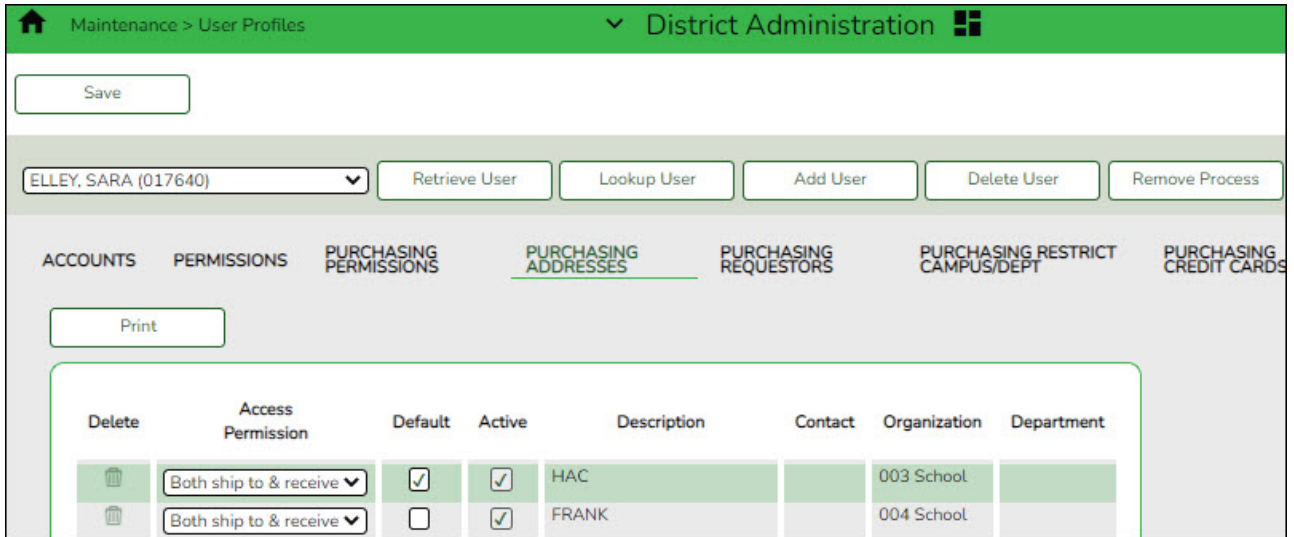 Maintenance > User Profiles
District Administration
Save
ELLEY, SARA (017640)
Retrieve User
Lookup User
Add User
Delete User
Remove Process
ACCOUNTS
PERMISSIONS
PURCHASING
PERMISSIONS
PURCHASING
ADDRESSES
PURCHASING
REQUESTORS
PURCHASING RESTRICT
CAMPUS/DEPT
PURCHASING
CREDIT CARDS
Print
Delete
Access
Permission
Default
Active
Description
Contact
Organization
Department
Both ship to & receive
HAC
003 School
Both ship to & receive
FRANK
004 School